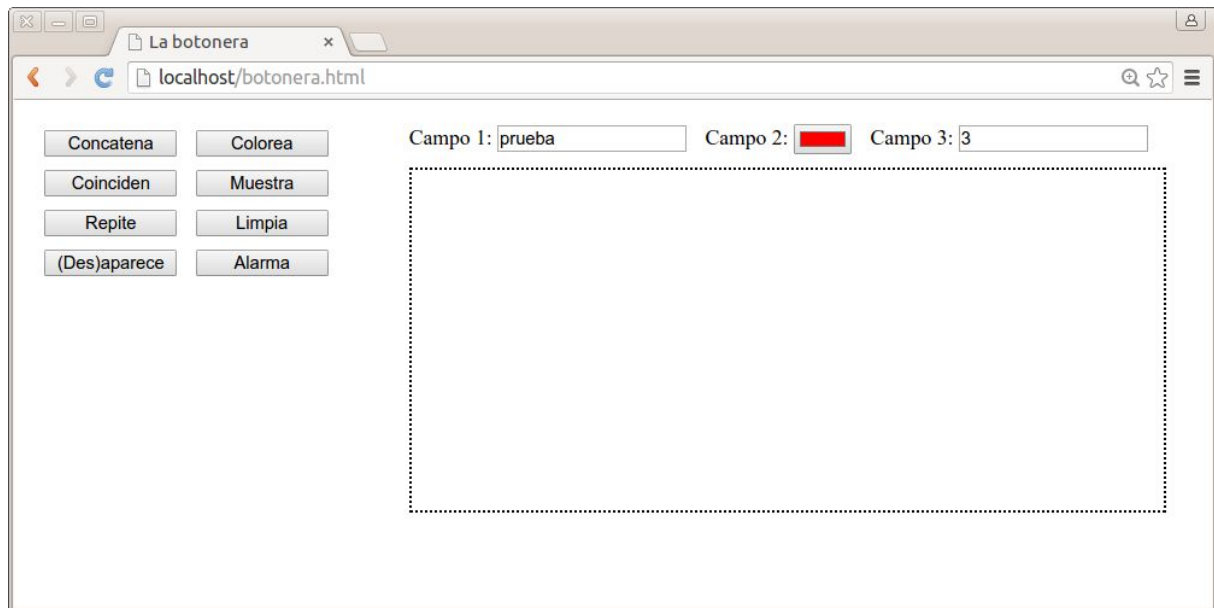 La botonera
localhost/botonera.html
Concatena Colorea
Coinciden Muestra
Repite Limpia
(Des)aparece Alarma
Campo 1: prueba Campo 2: Campo 3: 3